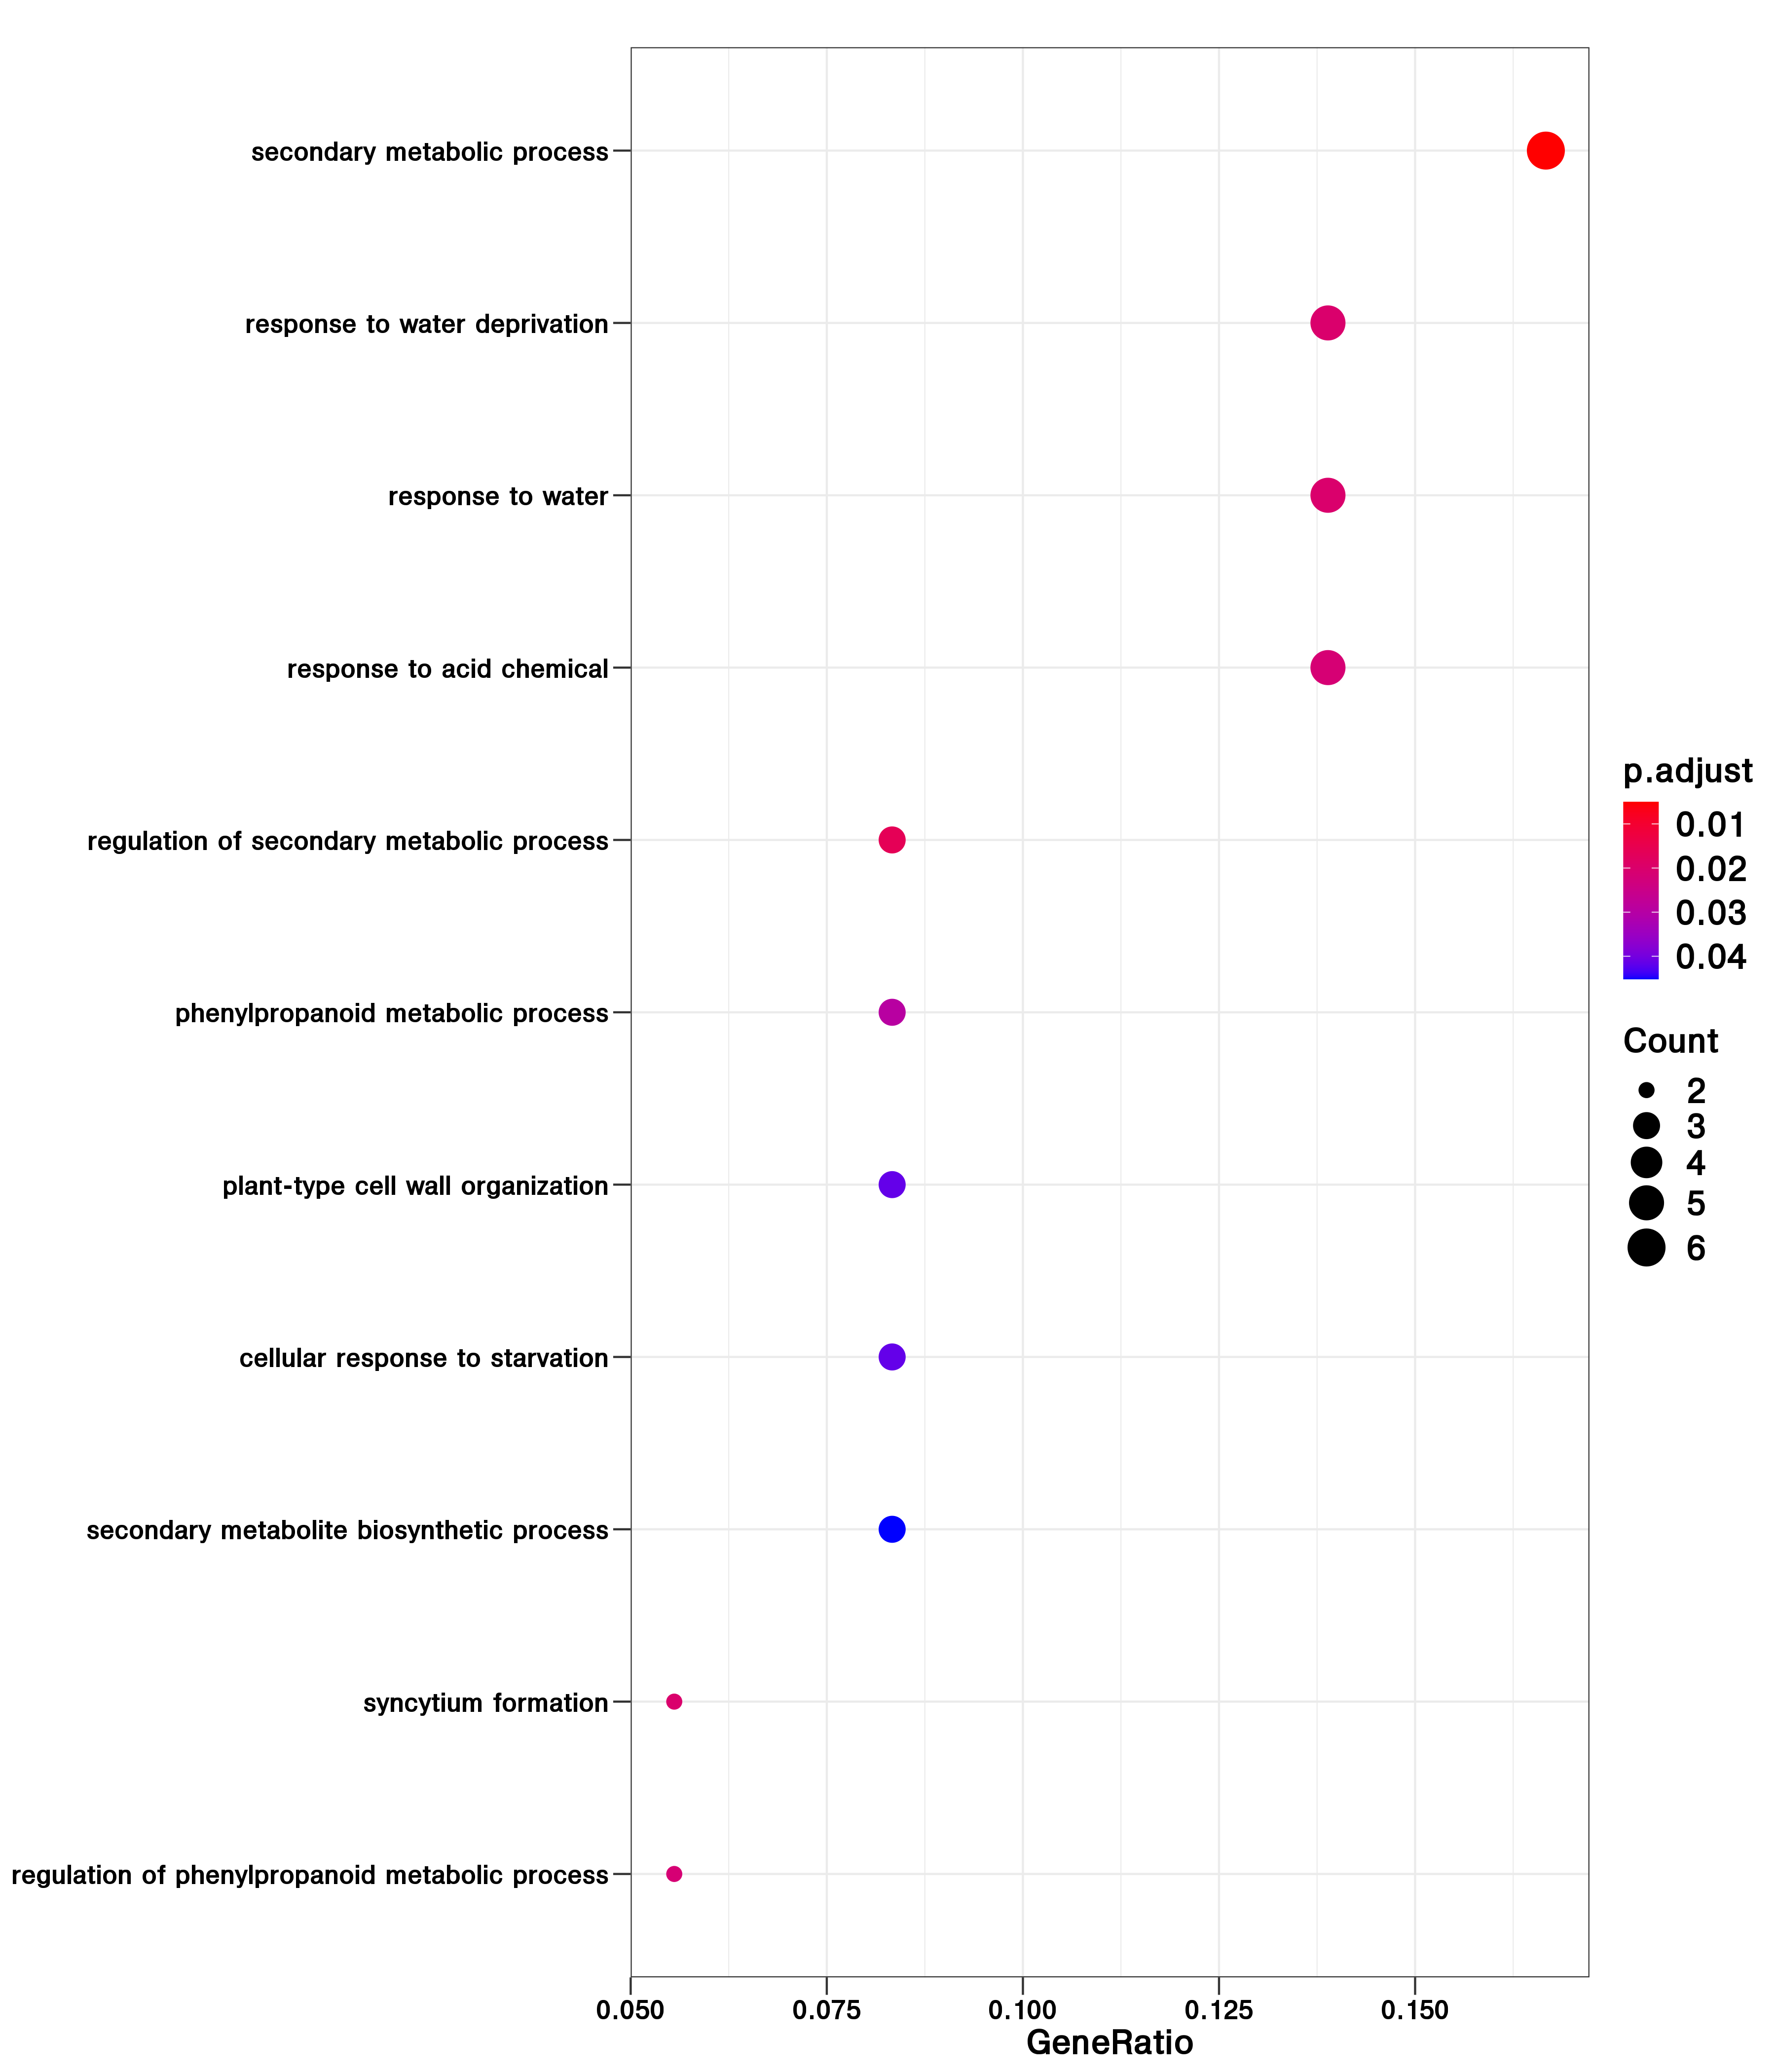 secondary metabolic process
response to water deprivation
response to water
response to acid chemical
regulation of secondary metabolic process
phenylpropanoid metabolic process
plant-type cell wall organization
cellular response to starvation
secondary metabolite biosynthetic process
syncytium formation
regulation of phenylpropanoid metabolic process
0.050 0.075 0.100 0.125 0.150
GeneRatio
p.adjust
0.01
0.02
0.03
0.04
Count
2
3
4
5
6